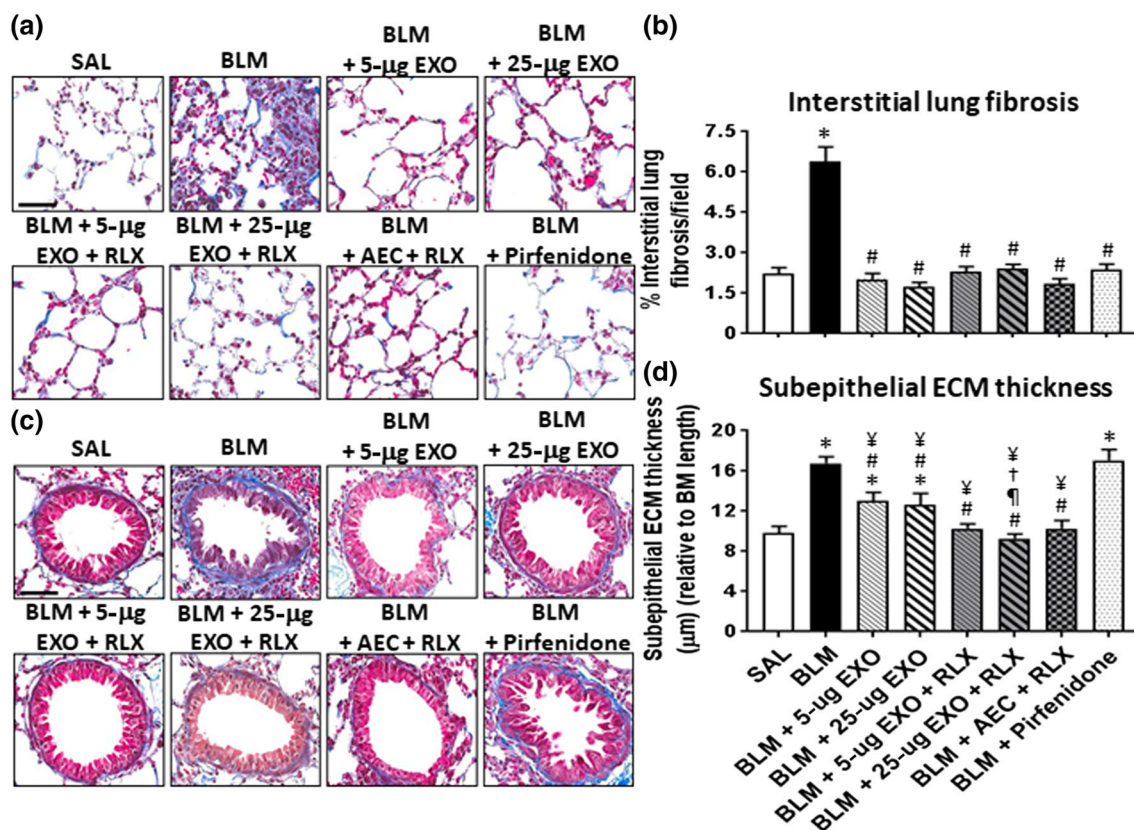 (a)
SAL
BLM
BLM
+ 5-µg EXO
BLM
+ 25-µg EXO
BLM + 5-µg
EXO + RLX
BLM + 25-µg
EXO + RLX
BLM
+ AEC + RLX
BLM
+ Pirfenidone
(b)
Interstitial lung fibrosis
% Interstitial lung
fibrosis/field
7.5
6.0
4.5
3.0
1.5
0
*
#
#
#
#
#
#
(c)
SAL
BLM
BLM
+ 5-µg EXO
BLM
+ 25-µg EXO
BLM + 5-µg
EXO + RLX
BLM + 25-µg
EXO + RLX
BLM
+ AEC + RLX
BLM
+ Pirfenidone
(d)
Subepithelial ECM thickness
Subepithelial ECM thickness
(µm) (relative to BM length)
20
16
12
8
4
0
*
¥
#
*
¥
#
*
¥
#
¥
†
¶
#
¥
#
*
SAL
BLM
BLM + 5-ug EXO
BLM + 25-ug EXO
BLM + 5-ug EXO + RLX
BLM + 25-ug EXO + RLX
BLM + AEC + RLX
BLM + Pirfenidone